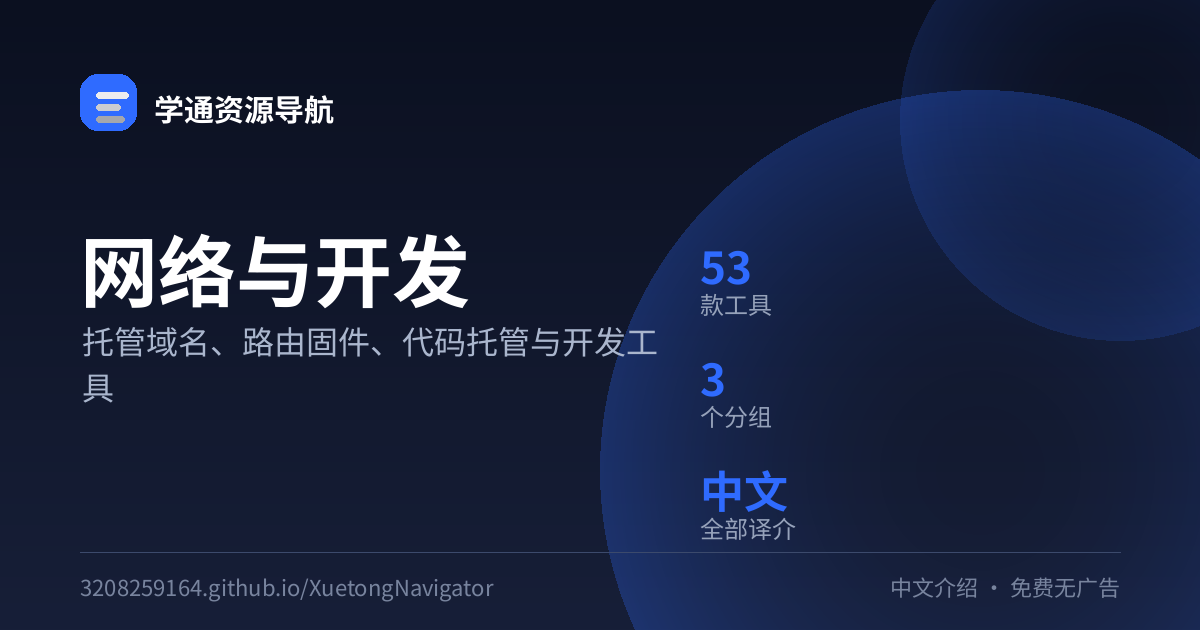 学通资源导航
网络与开发
托管域名、路由固件、代码托管与开发工
具
53
款工具
3
个分组
中文
全部译介
3208259164.github.io/XuetongNavigator
中文介绍 · 免费无广告